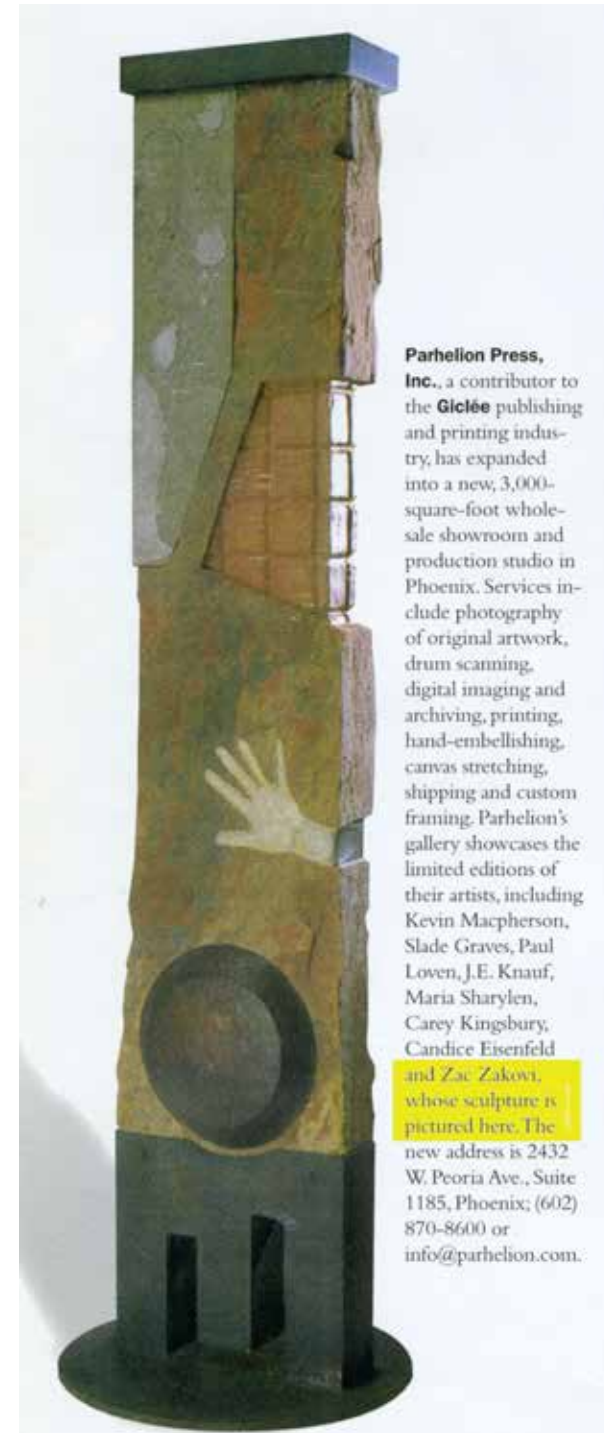 Parhelion Press,
Inc., a contributor to
the Giclée publishing
and printing indus-
try, has expanded
into a new, 3,000-
square-foot whole-
sale showroom and
production studio in
Phoenix. Services in-
clude photography
of original artwork,
drum scanning,
digital imaging and
archiving, printing,
hand-embellishing,
canvas stretching,
shipping and custom
framing. Parhelion's
gallery showcases the
limited editions of
their artists, including
Kevin Macpherson,
Slade Graves, Paul
Loven, J.E. Knauf,
Maria Sharylen,
Carey Kingsbury,
Candice Eisenfeld
and Zac Zakovi,
whose sculpture is
pictured here. The
new address is 2432
W. Peoria Ave., Suite
1185, Phoenix; (602)
870-8600 or
info@parhelion.com.